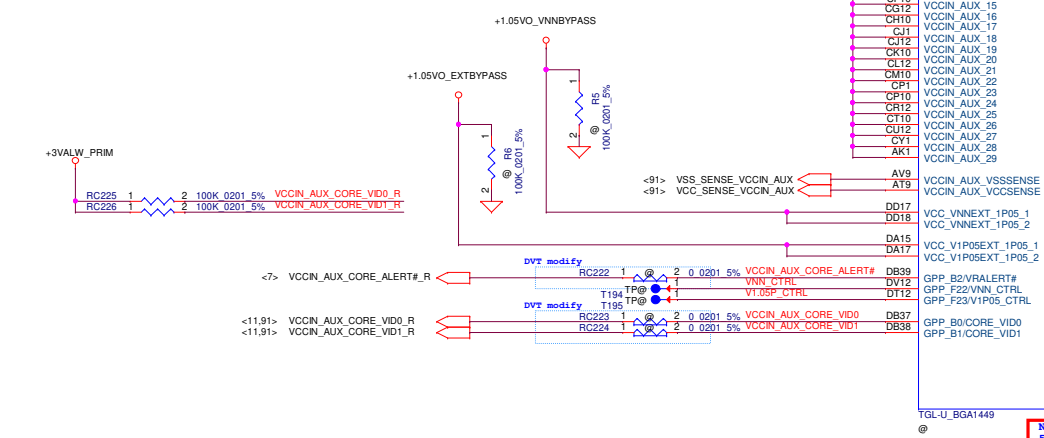 CG12 VCCIN_AUX_15
CH10 VCCIN_AUX_16
VCCIN_AUX_17
CJ1 VCCIN_AUX_18
CJ12 VCCIN_AUX_19
CK10 VCCIN_AUX_20
CL12 VCCIN_AUX_21
CM10 VCCIN_AUX_22
CP1 VCCIN_AUX_23
CP10 VCCIN_AUX_24
CR12 VCCIN_AUX_25
CT10 VCCIN_AUX_26
CU12 VCCIN_AUX_27
CY1 VCCIN_AUX_28
AK1 VCCIN_AUX_29
+1.05VO_VNNBYPASS
1
R5
100K_0201_5%
@
2
+1.05VO_EXTBYPASS
1
R6
100K_0201_5%
@
2
+3VALW_PRIM
RC225 1 2 100K_0201_5% VCCIN_AUX_CORE_VID0_R
RC226 1 2 100K_0201_5% VCCIN_AUX_CORE_VID1_R
<91> VSS_SENSE_VCCIN_AUX AV9 VCCIN_AUX_VSSSENSE
<91> VCC_SENSE_VCCIN_AUX AT9 VCCIN_AUX_VCCSENSE
DD17 VCC_VNNEXT_1P05_1
DD18 VCC_VNNEXT_1P05_2
DA15 VCC_V1P05EXT_1P05_1
DA17 VCC_V1P05EXT_1P05_2
DVT modify
<7> VCCIN_AUX_CORE_ALERT#_R RC222 1 @ 2 0_0201_5% VCCIN_AUX_CORE_ALERT# DB39 GPP_B2/VRALERT#
T194 TP@ 1 VNN_CTRL DV12 GPP_F22/VNN_CTRL
T195 TP@ 1 V1.05P_CTRL DT12 GPP_F23/V1P05_CTRL
DVT modify
<11,91> VCCIN_AUX_CORE_VID0_R RC223 1 @ 2 0_0201_5% VCCIN_AUX_CORE_VID0 DB37 GPP_B0/CORE_VID0
<11,91> VCCIN_AUX_CORE_VID1_R RC224 1 @ 2 0_0201_5% VCCIN_AUX_CORE_VID1 DB38 GPP_B1/CORE_VID1
TGL-U_BGA1449
@